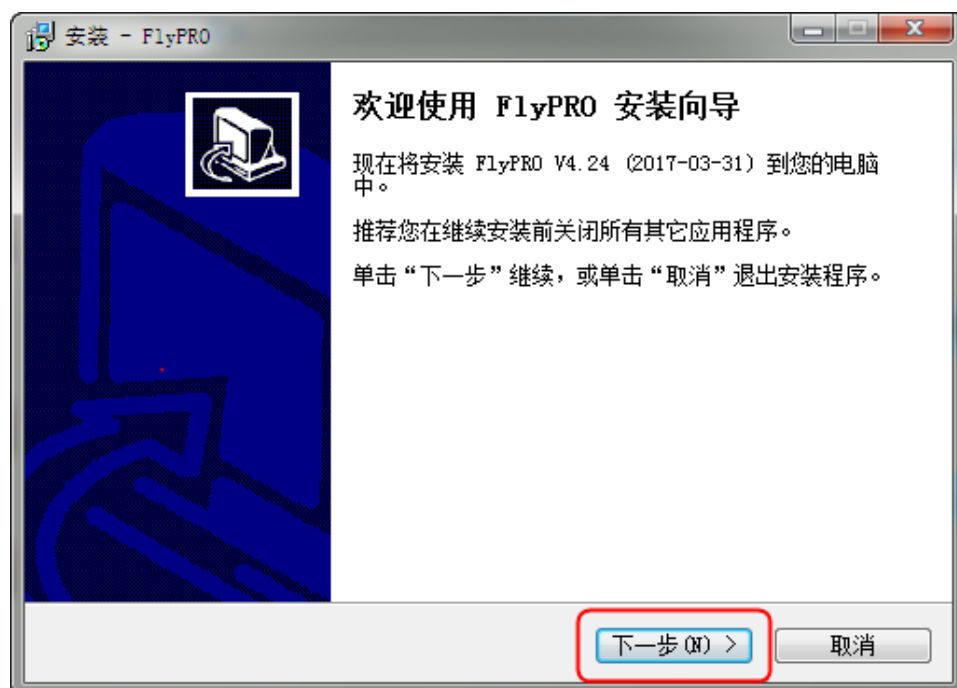 安装 - FlyPRO
欢迎使用 FlyPRO 安装向导
现在将安装 FlyPRO V4.24 (2017-03-31) 到您的电脑
中。
推荐您在继续安装前关闭所有其它应用程序。
单击“下一步”继续，或单击“取消”退出安装程序。
下一步(N) >
取消